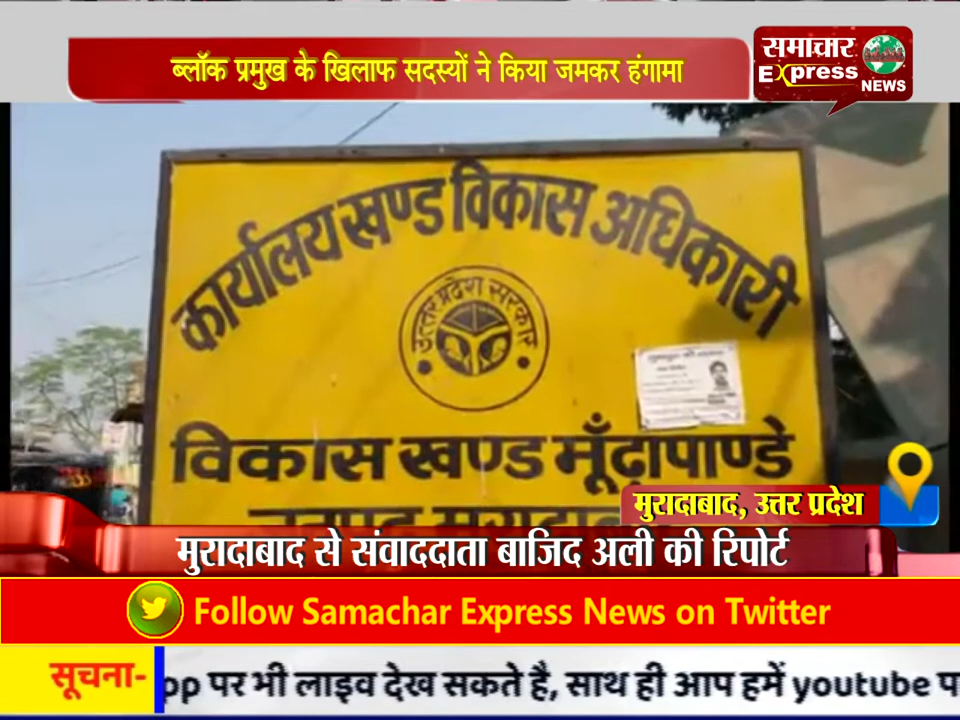 ब्लॉक प्रमुख के खिलाफ सदस्यों ने किया जमकर हंगामा
समाचार
Express
NEWS
कार्यालय खण्ड विकास अधिकारी
उत्तर प्रदेश सरकार
विकास खण्ड मूँढ़ापाण्डे
मुरादाबाद, उत्तर प्रदेश
मुरादाबाद से संवाददाता बाजिद अली की रिपोर्ट
Follow Samachar Express News on Twitter
सूचना- pp पर भी लाइव देख सकते है, साथ ही आप हमें youtube प